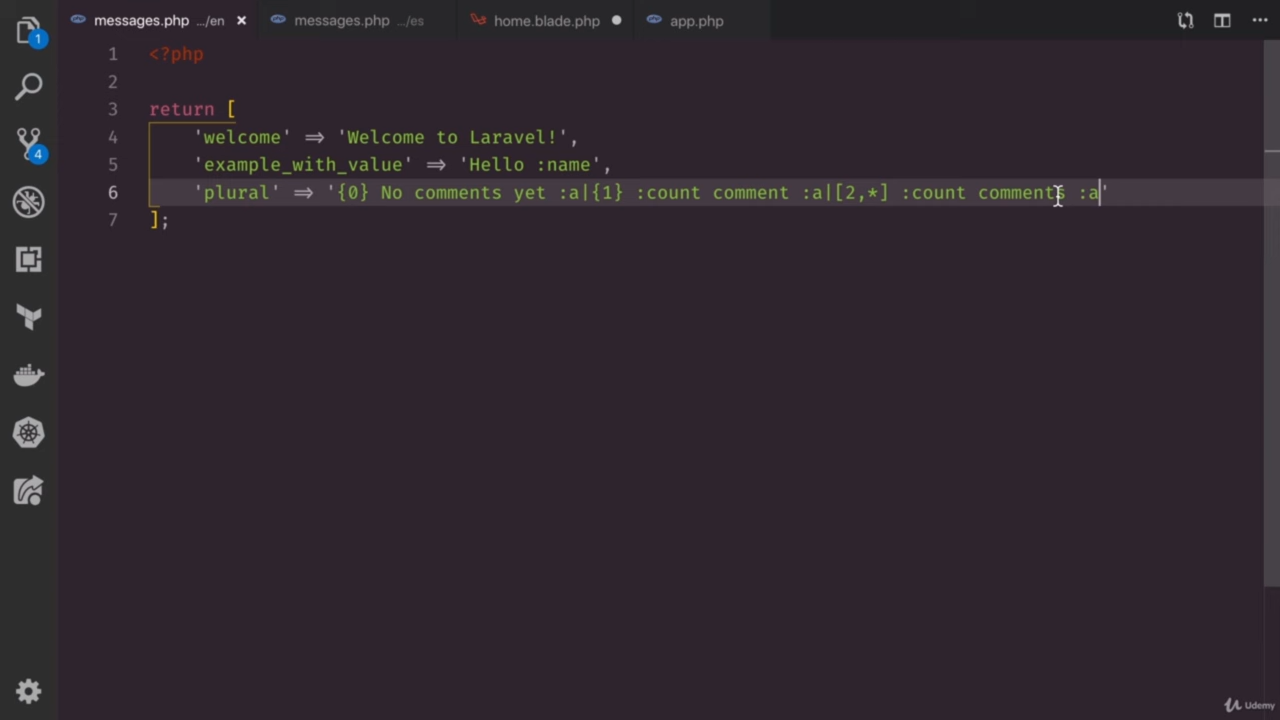 messages.php .../en × messages.php .../es home.blade.php app.php
1 <?php
2
3 return [
4 'welcome' => 'Welcome to Laravel!',
5 'example_with_value' => 'Hello :name',
6 'plural' => '{0} No comments yet :a|{1} :count comment :a|[2,*] :count comments :a'
7 ];
1
4
Udemy